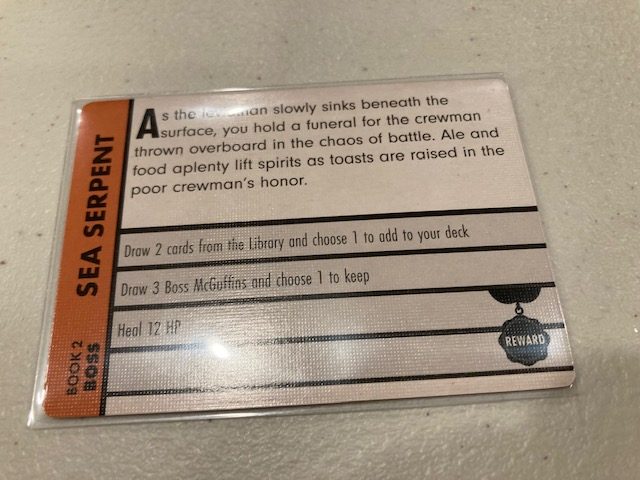 As the leviathan slowly sinks beneath the
surface, you hold a funeral for the crewman
thrown overboard in the chaos of battle. Ale and
food aplenty lift spirits as toasts are raised in the
poor crewman's honor.
Draw 2 cards from the Library and choose 1 to add to your deck
Draw 3 Boss McGuffins and choose 1 to keep
Heal 12 HP
REWARD
SEA SERPENT
BOOK 2
BOSS